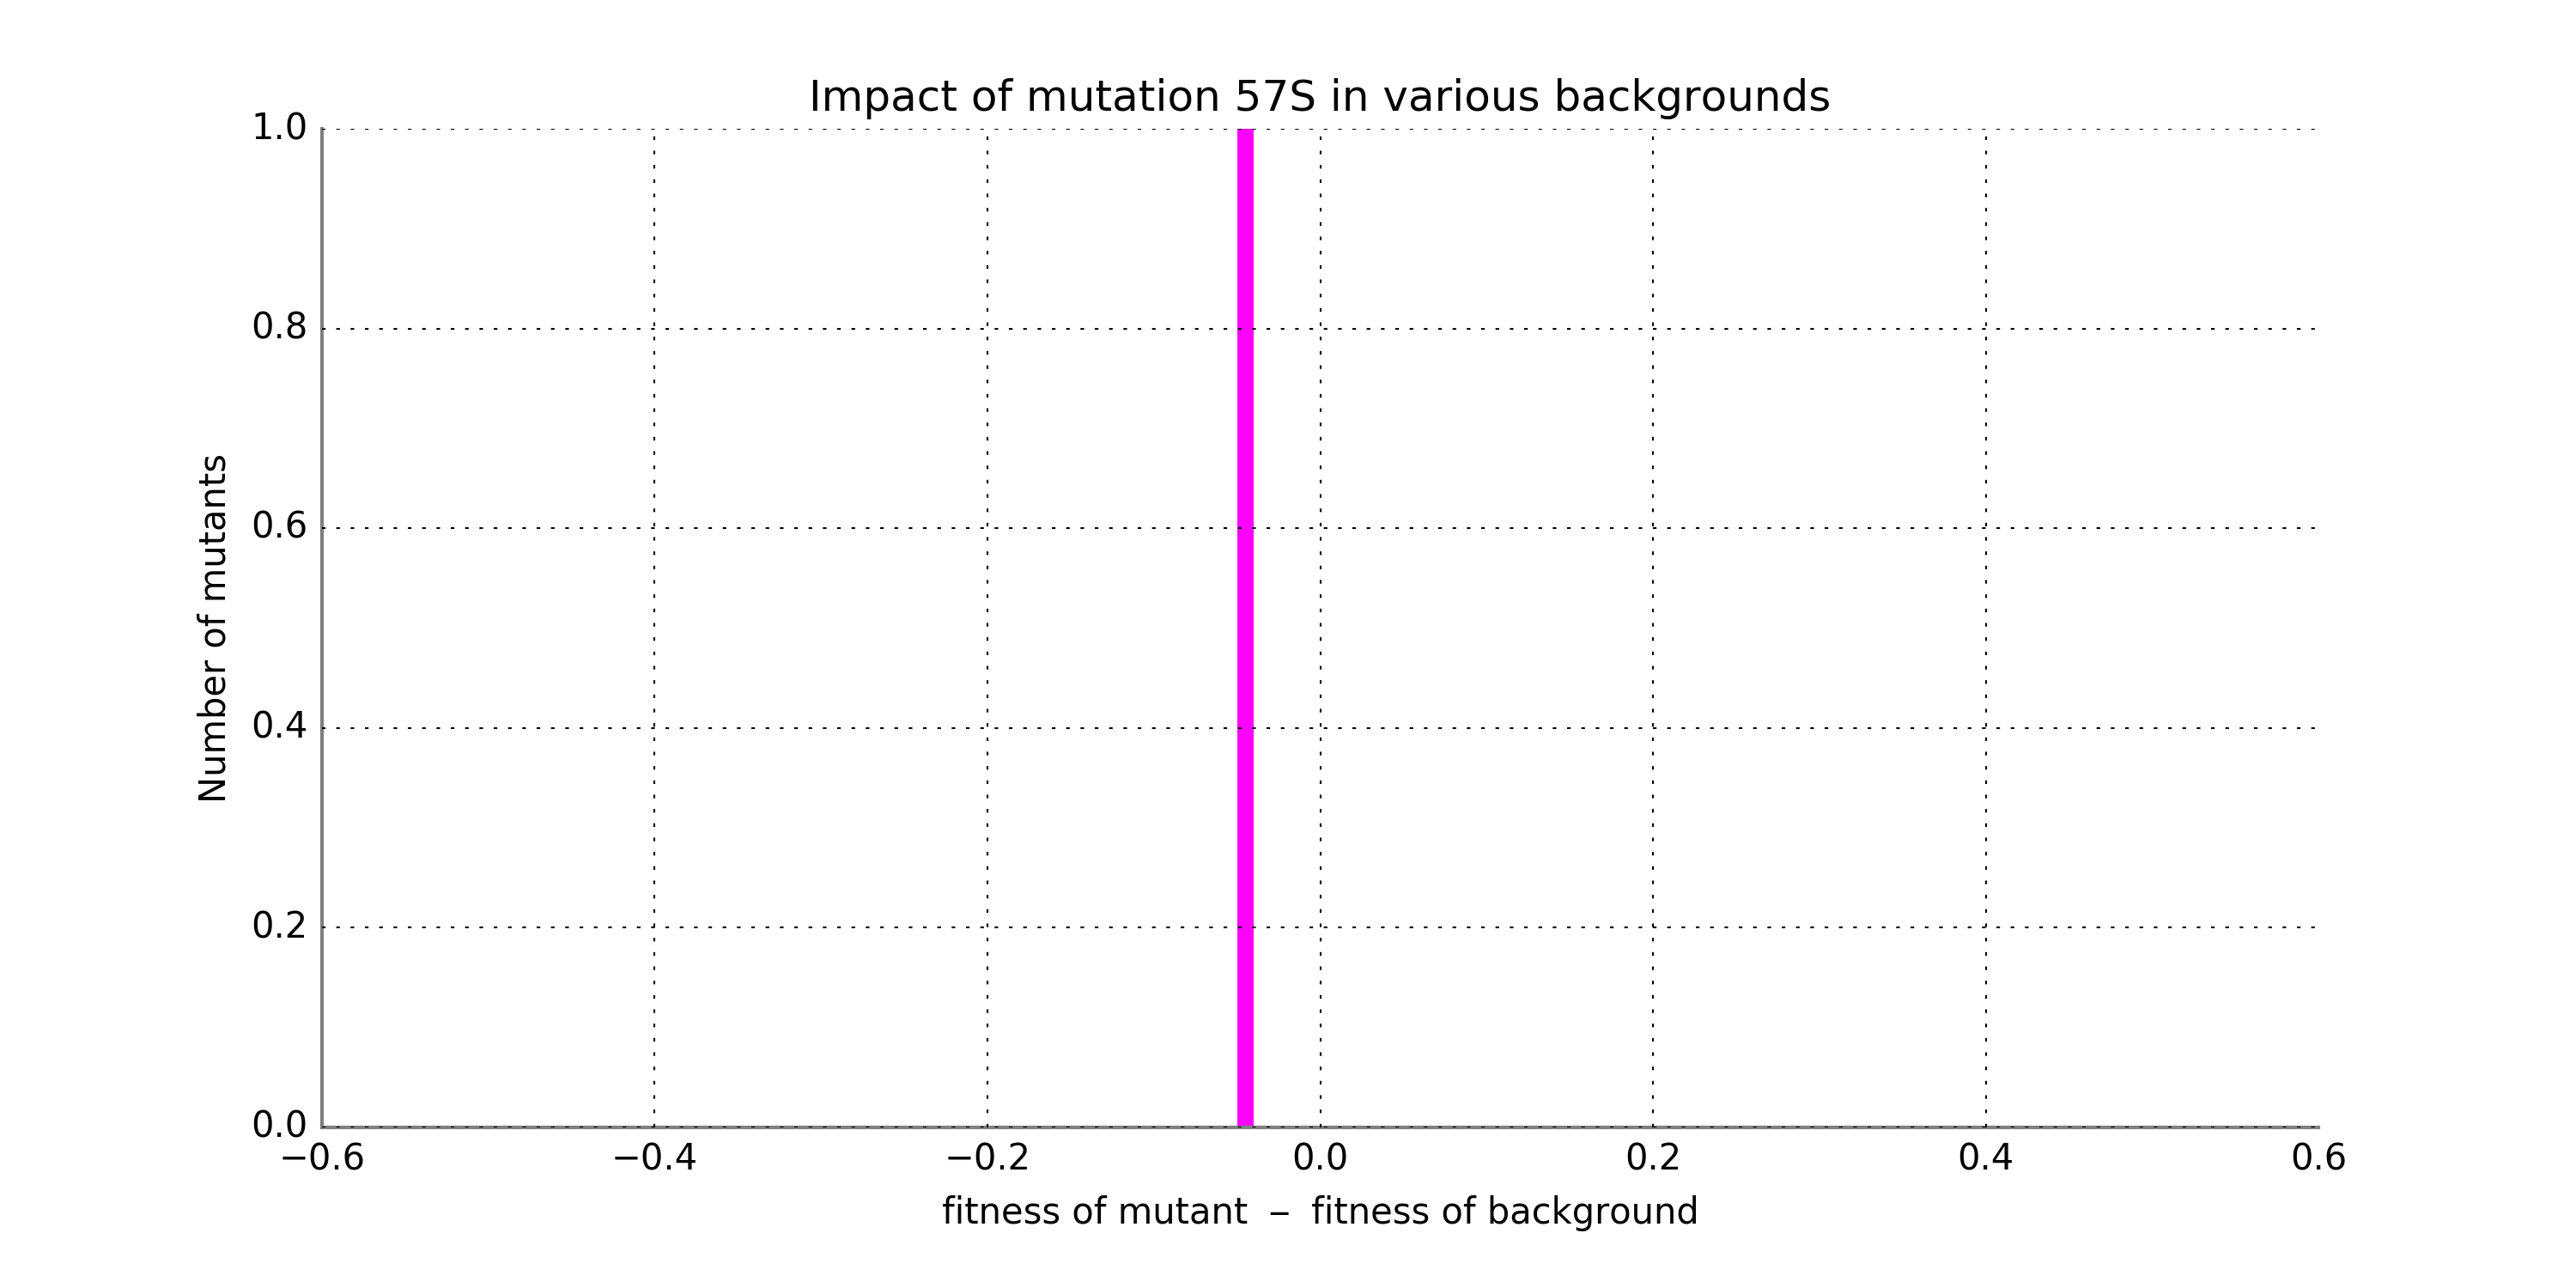 Impact of mutation 57S in various backgrounds
1.0
0.8
0.6
0.4
0.2
0.0
Number of mutants
−0.6 −0.4 −0.2 0.0 0.2 0.4 0.6
fitness of mutant − fitness of background